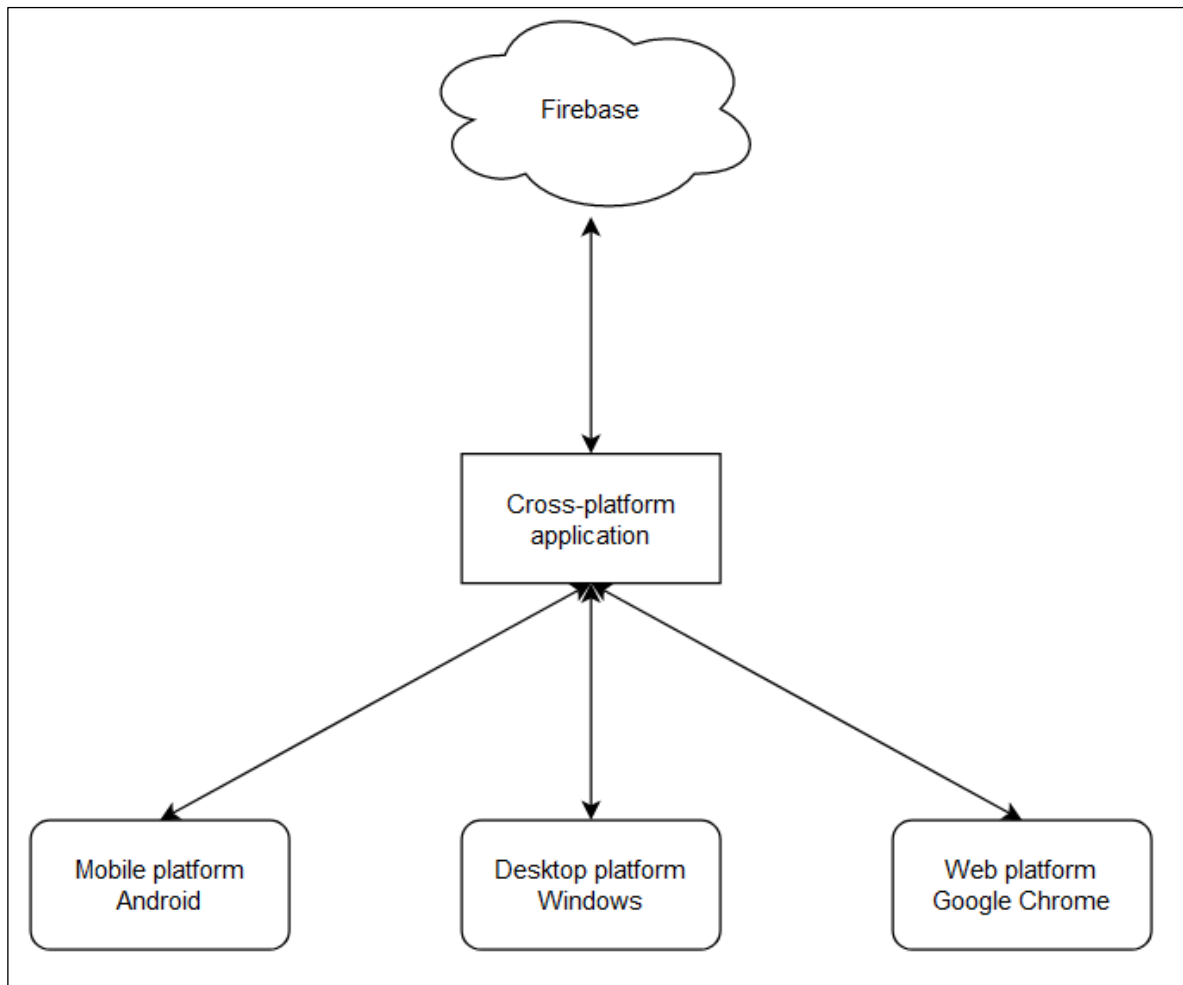 Firebase
Cross-platform
application
Mobile platform
Android
Desktop platform
Windows
Web platform
Google Chrome